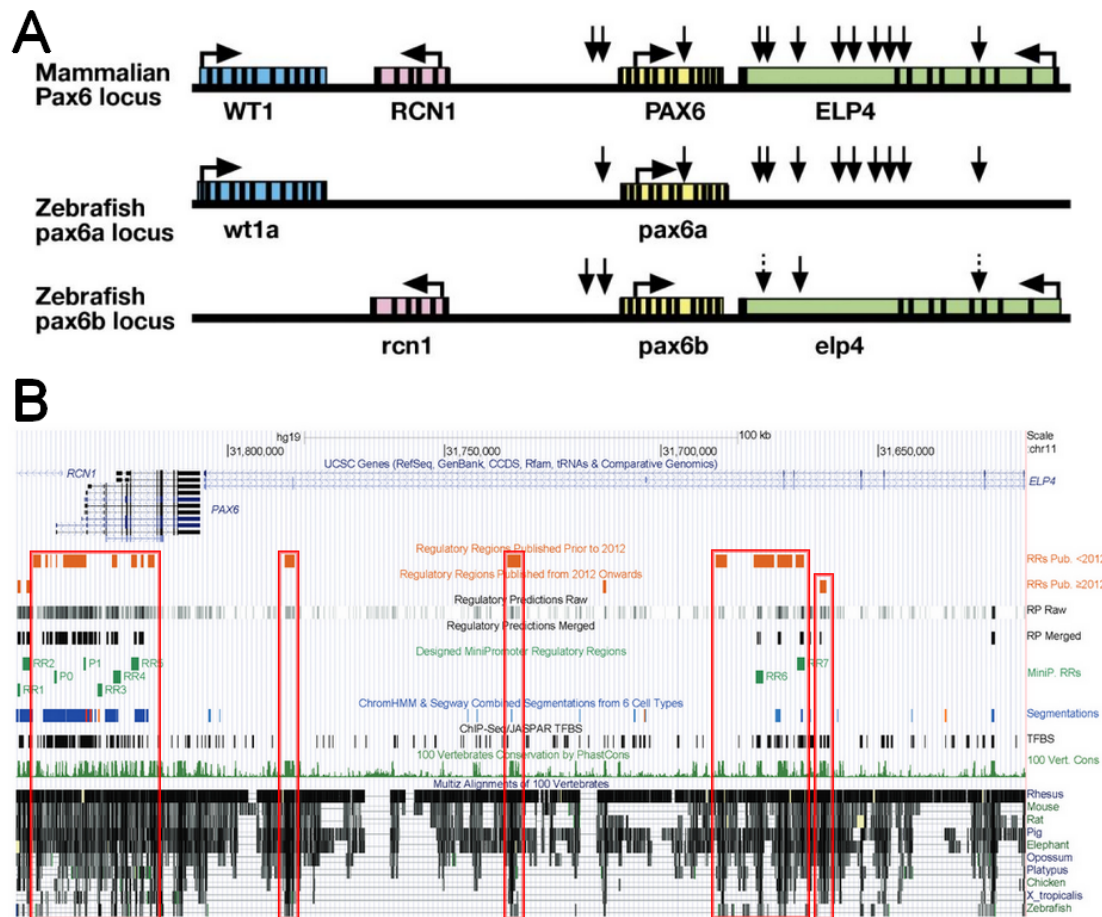 A
Mammalian
Pax6 locus
WT1 RCN1 PAX6 ELP4
Zebrafish
pax6a locus
wt1a pax6a
Zebrafish
pax6b locus
rcn1 pax6b elp4
B
hg19 100 kb Scale
31,800,000 31,750,000 31,700,000 31,650,000 :chr11
UCSC Genes (RefSeq, GenBank, CCDS, Rfam, tRNAs & Comparative Genomics)
RCN1 ELP4
PAX6
Regulatory Regions Published Prior to 2012
RRs Pub. <2012
Regulatory Regions Published from 2012 Onwards
RRs Pub. ≥2012
Regulatory Predictions Raw
RP Raw
Regulatory Predictions Merged
RP Merged
Designed MiniPromoter Regulatory Regions
RR2 P1 RR5 RR7
P0 RR4 RR6 MiniP. RRs
RR1 RR3
ChromHMM & Segway Combined Segmentations from 6 Cell Types
Segmentations
ChIP-Seq/JASPAR TFBS
TFBS
100 Vertebrates Conservation by PhastCons
100 Vert. Cons
Multiz Alignments of 100 Vertebrates
Rhesus
Mouse
Rat
Pig
Elephant
Opossum
Platypus
Chicken
X_tropicalis
Zebrafish